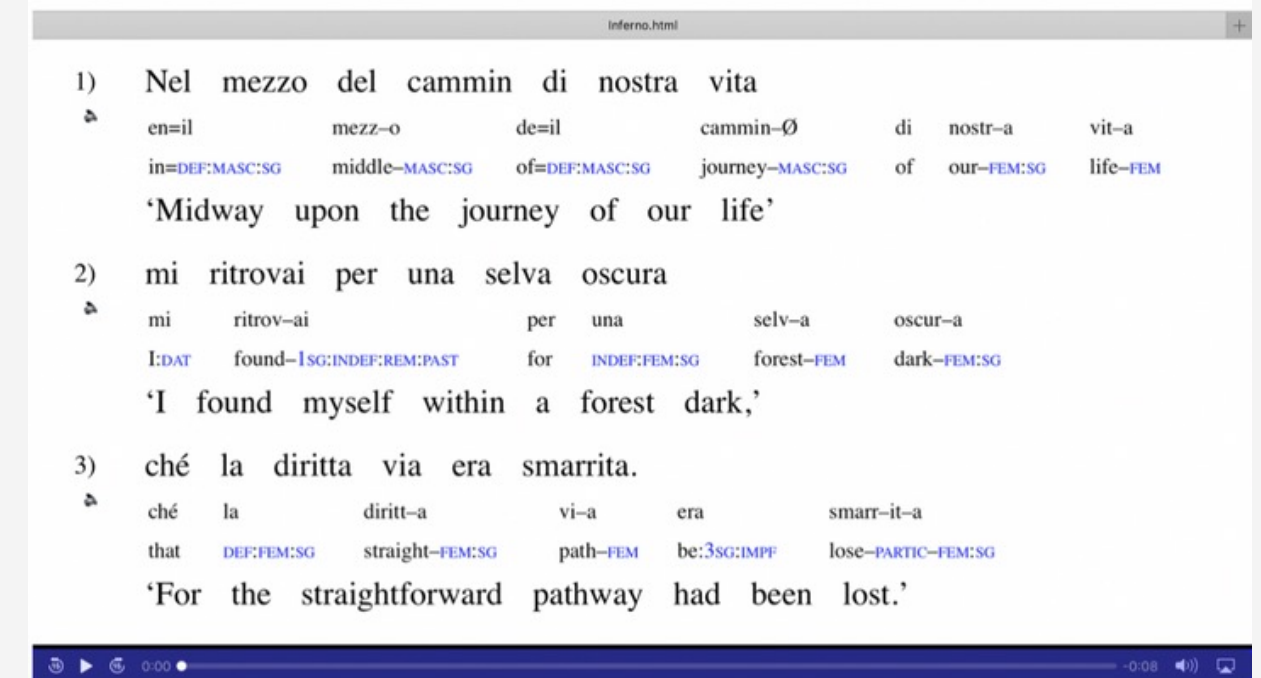 Inferno.html +
1) Nel mezzo del cammin di nostra vita
en=il mezz–o de=il cammin–Ø di nostr–a vit–a
in=DEF:MASC:SG middle–MASC:SG of=DEF:MASC:SG journey–MASC:SG of our–FEM:SG life–FEM
‘Midway upon the journey of our life’
2) mi ritrovai per una selva oscura
mi ritrov–ai per una selv–a oscur–a
I:DAT found–1SG:INDEF:REM:PAST for INDEF:FEM:SG forest–FEM dark–FEM:SG
‘I found myself within a forest dark,’
3) ché la diritta via era smarrita.
ché la diritt–a vi–a era smarr–it–a
that DEF:FEM:SG straight–FEM:SG path–FEM be:3SG:IMPF lose–PARTIC–FEM:SG
‘For the straightforward pathway had been lost.’
15 15 0:00 -0:08